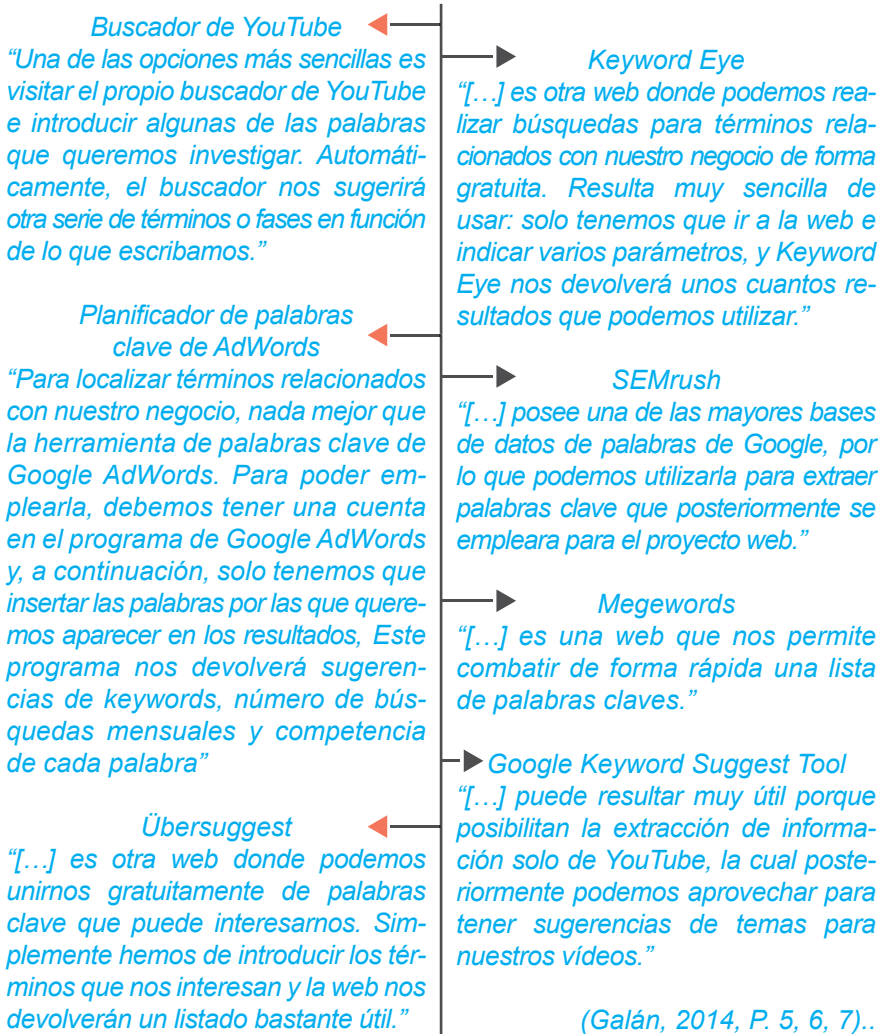 Buscador de YouTube
“Una de las opciones más sencillas es
visitar el propio buscador de YouTube
e introducir algunas de las palabras
que queremos investigar. Automáti-
camente, el buscador nos sugerirá
otra serie de términos o fases en función
de lo que escribamos.”
Planificador de palabras
clave de AdWords
“Para localizar términos relacionados
con nuestro negocio, nada mejor que
la herramienta de palabras clave de
Google AdWords. Para poder em-
plearla, debemos tener una cuenta
en el programa de Google AdWords
y, a continuación, solo tenemos que
insertar las palabras por las que quere-
mos aparecer en los resultados, Este
programa nos devolverá sugeren-
cias de keywords, número de bús-
quedas mensuales y competencia
de cada palabra”
Übersuggest
“[…] es otra web donde podemos
unirnos gratuitamente de palabras
clave que puede interesarnos. Sim-
plemente hemos de introducir los tér-
minos que nos interesan y la web nos
devolverán un listado bastante útil.”
Keyword Eye
“[…] es otra web donde podemos rea-
lizar búsquedas para términos rela-
cionados con nuestro negocio de forma
gratuita. Resulta muy sencilla de
usar: solo tenemos que ir a la web e
indicar varios parámetros, y Keyword
Eye nos devolverá unos cuantos re-
sultados que podemos utilizar.”
SEMrush
“[…] posee una de las mayores bases
de datos de palabras de Google, por
lo que podemos utilizarla para extraer
palabras clave que posteriormente se
empleara para el proyecto web.”
Megewords
“[…] es una web que nos permite
combatir de forma rápida una lista
de palabras claves.”
Google Keyword Suggest Tool
“[…] puede resultar muy útil porque
posibilitan la extracción de informa-
ción solo de YouTube, la cual poste-
riormente podemos aprovechar para
tener sugerencias de temas para
nuestros vídeos.”
(Galán, 2014, P. 5, 6, 7)..